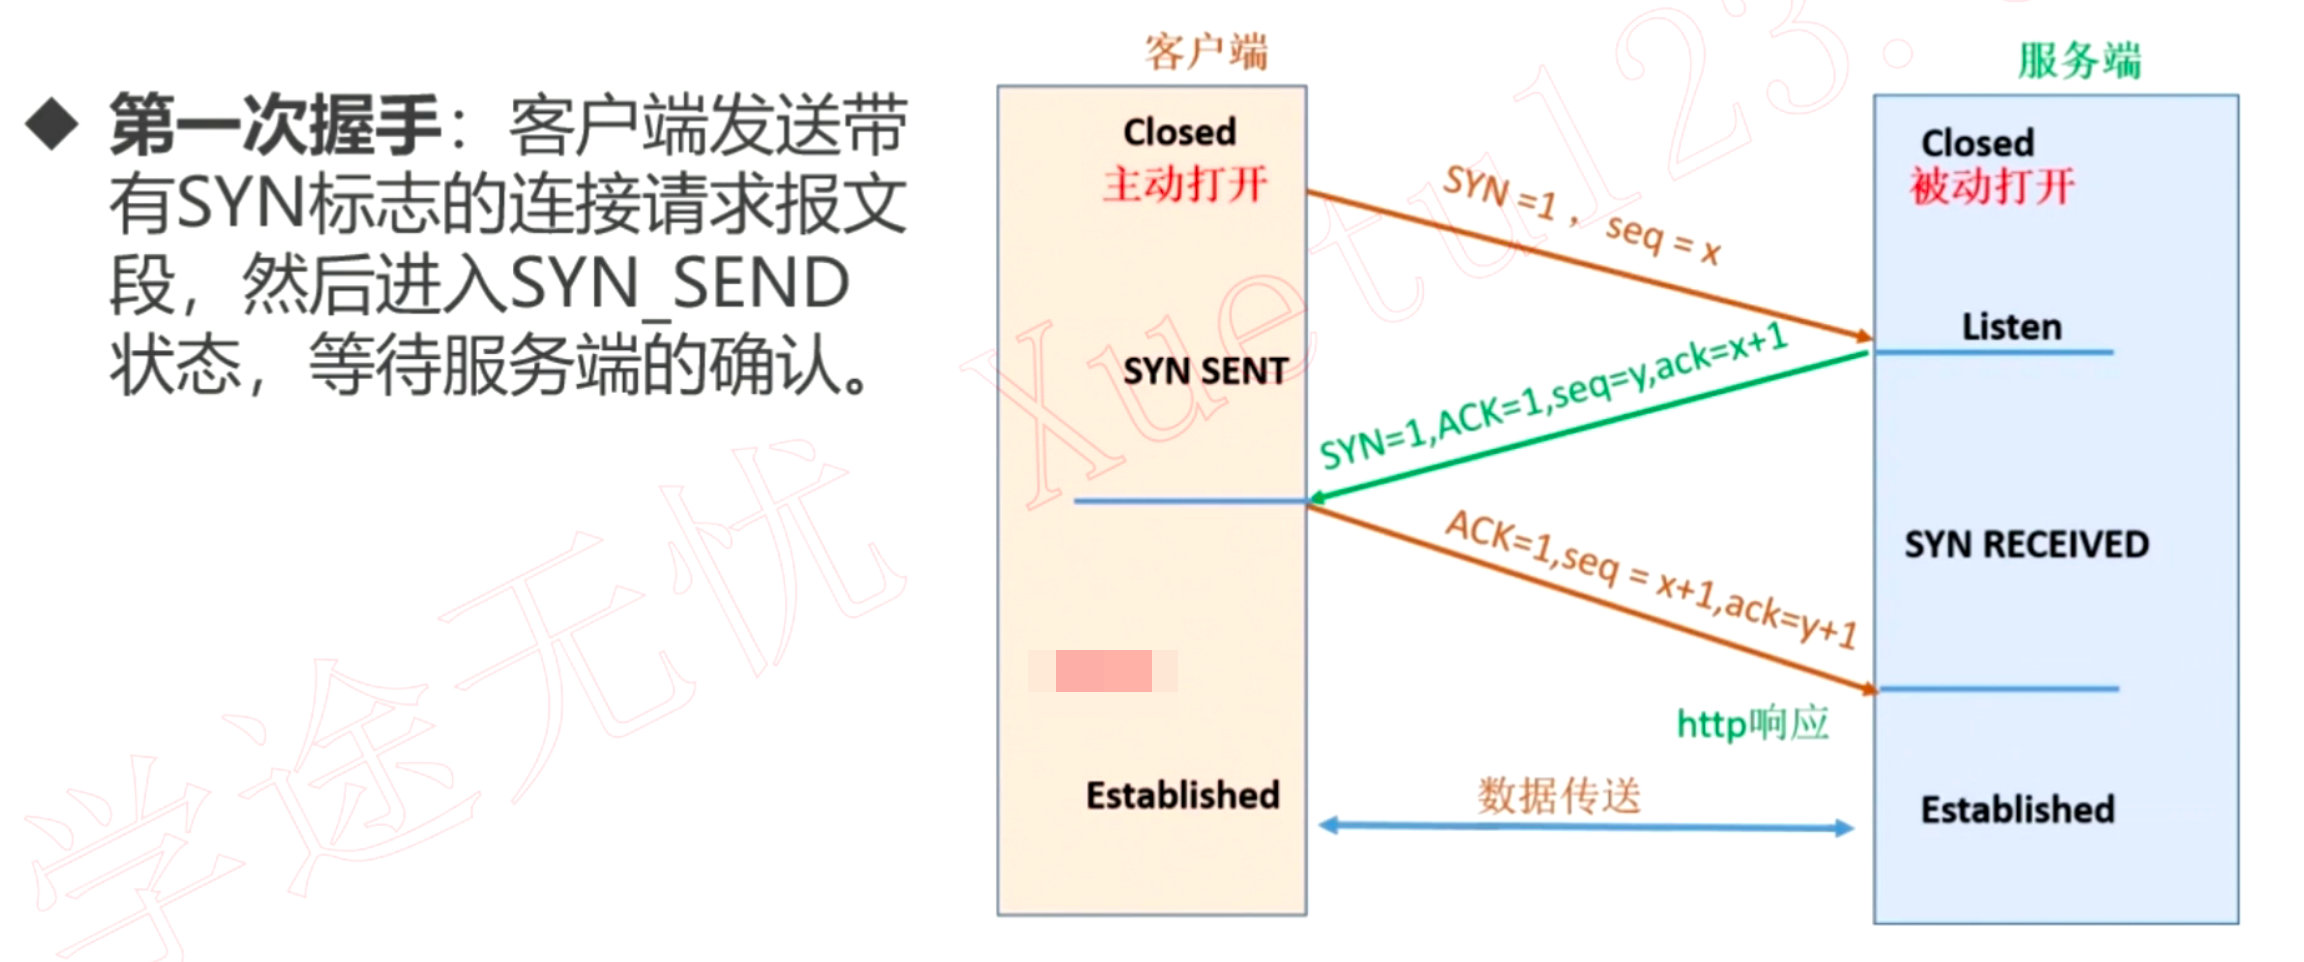 ◆ 第一次握手：客户端发送带
有SYN标志的连接请求报文
段，然后进入SYN_SEND
状态，等待服务端的确认。
客户端
服务端
Closed
主动打开
Closed
被动打开
SYN =1， seq = x
Listen
SYN SENT
SYN=1,ACK=1,seq=y,ack=x+1
ACK=1,seq = x+1,ack=y+1
SYN RECEIVED
http响应
数据传送
Established
Established
学途无忧 Xuetu123.